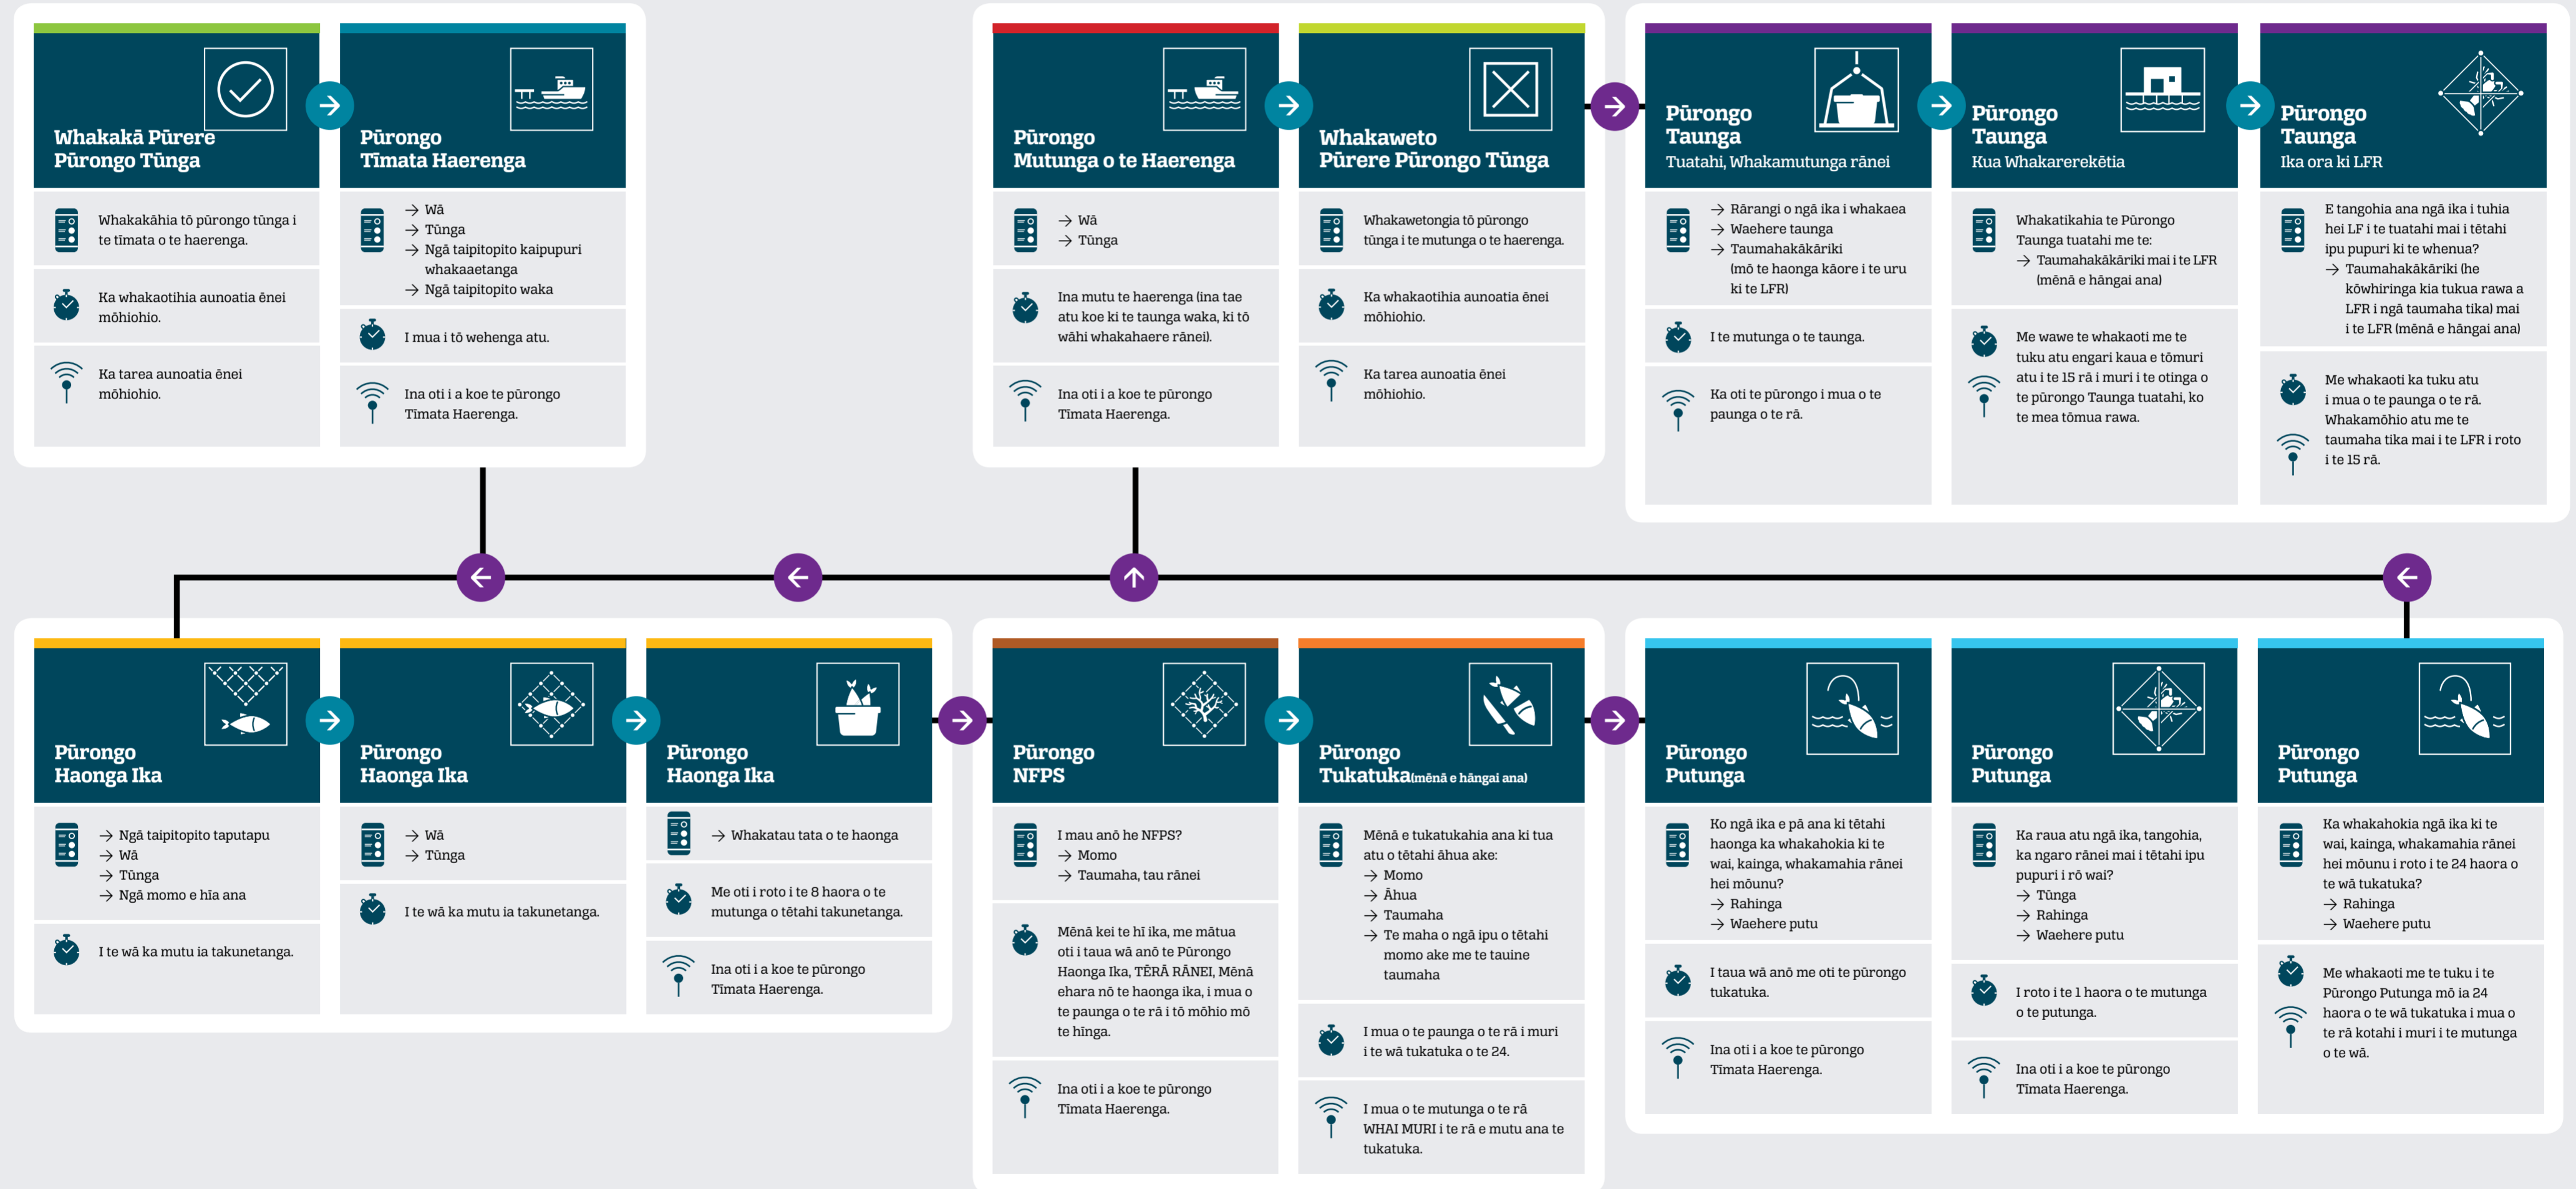 Whakakā Pūrere
Pūrongo Tūnga
Whakakāhia tō pūrongo tūnga i
te tīmata o te haerenga.
Ka whakaotihia aunoatia ēnei
mōhiohio.
Ka tarea aunoatia ēnei
mōhiohio.
Pūrongo
Tīmata Haerenga
→ Wā
→ Tūnga
→ Ngā taipitopito kaipupuri
whakaaetanga
→ Ngā taipitopito waka
I mua i tō wehenga atu.
Ina oti i a koe te pūrongo
Tīmata Haerenga.
Pūrongo
Mutunga o te Haerenga
→ Wā
→ Tūnga
Ina mutu te haerenga (ina tae
atu koe ki te taunga waka, ki tō
wāhi whakahaere rānei).
Ina oti i a koe te pūrongo
Tīmata Haerenga.
Whakaweto
Pūrere Pūrongo Tūnga
Whakawetongia tō pūrongo
tūnga i te mutunga o te haerenga.
Ka whakaotihia aunoatia ēnei
mōhiohio.
Ka tarea aunoatia ēnei
mōhiohio.
Pūrongo
Taunga
Tuatahi, Whakamutunga rānei
→ Rārangi o ngā ika i whakaea
→ Waehere taunga
→ Taumahakākāriki
(mō te haonga kāore i te uru
ki te LFR)
I te mutunga o te taunga.
Ka oti te pūrongo i mua o te
paunga o te rā.
Pūrongo
Taunga
Kua Whakarerekētia
Whakatikahia te Pūrongo
Taunga tuatahi me te:
→ Taumahakākāriki mai i te LFR
(mēnā e hāngai ana)
Me wawe te whakaoti me te
tuku atu engari kaua e tōmuri
atu i te 15 rā i muri i te otinga o
te pūrongo Taunga tuatahi, ko
te mea tōmua rawa.
Pūrongo
Taunga
Ika ora ki LFR
E tangohia ana ngā ika i tuhia
hei LF i te tuatahi mai i tētahi
ipu pupuri ki te whenua?
→ Taumahakākāriki (he
kōwhiringa kia tukua rawa a
LFR i ngā taumaha tika) mai
i te LFR (mēnā e hāngai ana)
Me whakaoti ka tuku atu
i mua o te paunga o te rā.
Whakamōhio atu me te
taumaha tika mai i te LFR i roto
i te 15 rā.
Pūrongo
Haonga Ika
→ Ngā taipitopito taputapu
→ Wā
→ Tūnga
→ Ngā momo e hīa ana
I te wā ka mutu ia takunetanga.
Pūrongo
Haonga Ika
→ Wā
→ Tūnga
I te wā ka mutu ia takunetanga.
Pūrongo
Haonga Ika
→ Whakatau tata o te haonga
Me oti i roto i te 8 haora o te
mutunga o tētahi takunetanga.
Ina oti i a koe te pūrongo
Tīmata Haerenga.
Pūrongo
NFPS
I mau anō he NFPS?
→ Momo
→ Taumaha, tau rānei
Mēnā kei te hī ika, me mātua
oti i taua wā anō te Pūrongo
Haonga Ika, TĒRĀ RĀNEI, Mēnā
ehara nō te haonga ika, i mua o
te paunga o te rā i tō mōhio mō
te hīnga.
Ina oti i a koe te pūrongo
Tīmata Haerenga.
Pūrongo
Tukatuka(mēnā e hāngai ana)
Mēnā e tukatukahia ana ki tua
atu o tētahi āhua ake:
→ Momo
→ Āhua
→ Taumaha
→ Te maha o ngā ipu o tētahi
momo ake me te tauine
taumaha
I mua o te paunga o te rā i muri
i te wā tukatuka o te 24.
I mua o te mutunga o te rā
WHAI MURI i te rā e mutu ana te
tukatuka.
Pūrongo
Putunga
Ko ngā ika e pā ana ki tētahi
haonga ka whakahokia ki te
wai, kainga, whakamahia rānei
hei mōunu?
→ Rahinga
→ Waehere putu
I taua wā anō me oti te pūrongo
tukatuka.
Ina oti i a koe te pūrongo
Tīmata Haerenga.
Pūrongo
Putunga
Ka raua atu ngā ika, tangohia,
ka ngaro rānei mai i tētahi ipu
pupuri i rō wai?
→ Tūnga
→ Rahinga
→ Waehere putu
I roto i te 1 haora o te mutunga
o te putunga.
Ina oti i a koe te pūrongo
Tīmata Haerenga.
Pūrongo
Putunga
Ka whakahokia ngā ika ki te
wai, kainga, whakamahia rānei
hei mōunu i roto i te 24 haora o
te wā tukatuka?
→ Rahinga
→ Waehere putu
Me whakaoti me te tuku i te
Pūrongo Putunga mō ia 24
haora o te wā tukatuka i mua o
te rā kotahi i muri i te mutunga
o te wā.